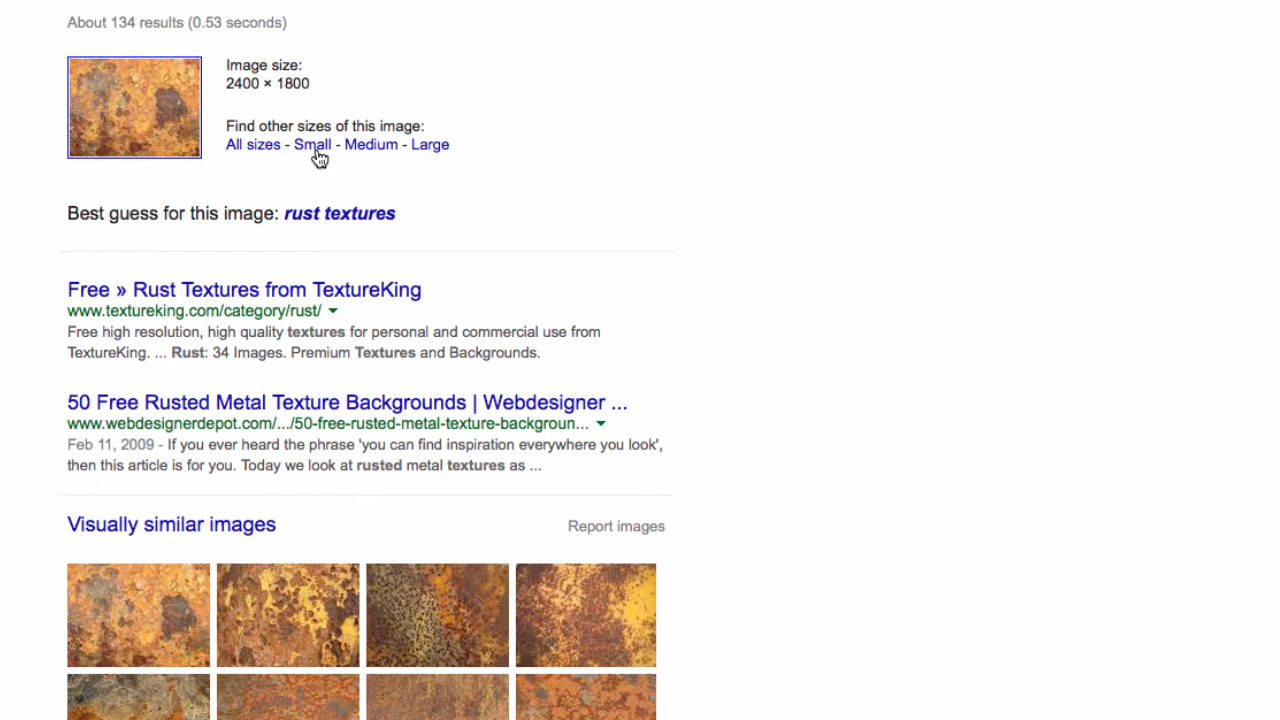 About 134 results (0.53 seconds)
Image size:
2400 × 1800
Find other sizes of this image:
All sizes - Small - Medium - Large
Best guess for this image: rust textures
Free » Rust Textures from TextureKing
www.textureking.com/category/rust/
Free high resolution, high quality textures for personal and commercial use from
TextureKing. ... Rust: 34 Images. Premium Textures and Backgrounds.
50 Free Rusted Metal Texture Backgrounds | Webdesigner ...
www.webdesignerdepot.com/.../50-free-rusted-metal-texture-backgroun...
Feb 11, 2009 - If you ever heard the phrase 'you can find inspiration everywhere you look',
then this article is for you. Today we look at rusted metal textures as ...
Visually similar images
Report images